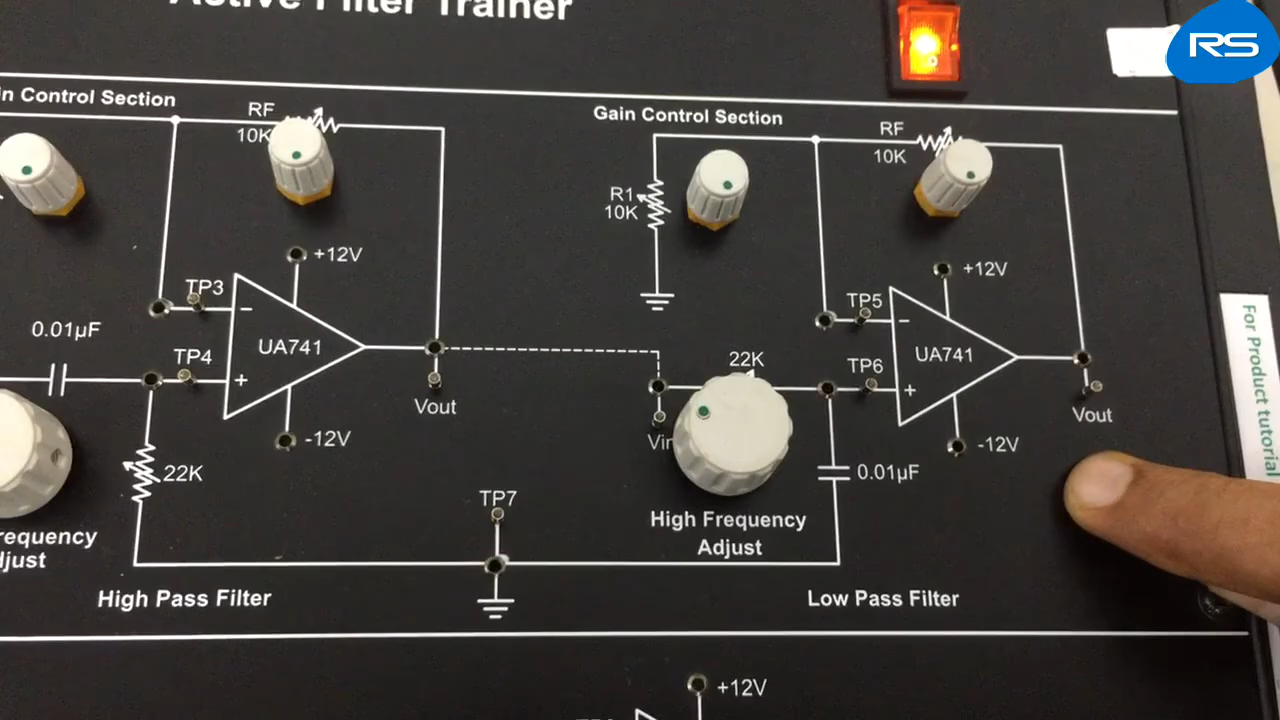 Active Filter Trainer
RS
in Control Section
RF
10K
Gain Control Section
RF
10K
R1
10K
+12V
+12V
TP3
TP5
0.01µF
−
UA741
−
UA741
TP4
TP6
22K
+
+
Vout
Vin
Vout
-12V
-12V
22K
0.01µF
TP7
High Frequency
Adjust
requency
djust
High Pass Filter
Low Pass Filter
+12V
For Product tutorial